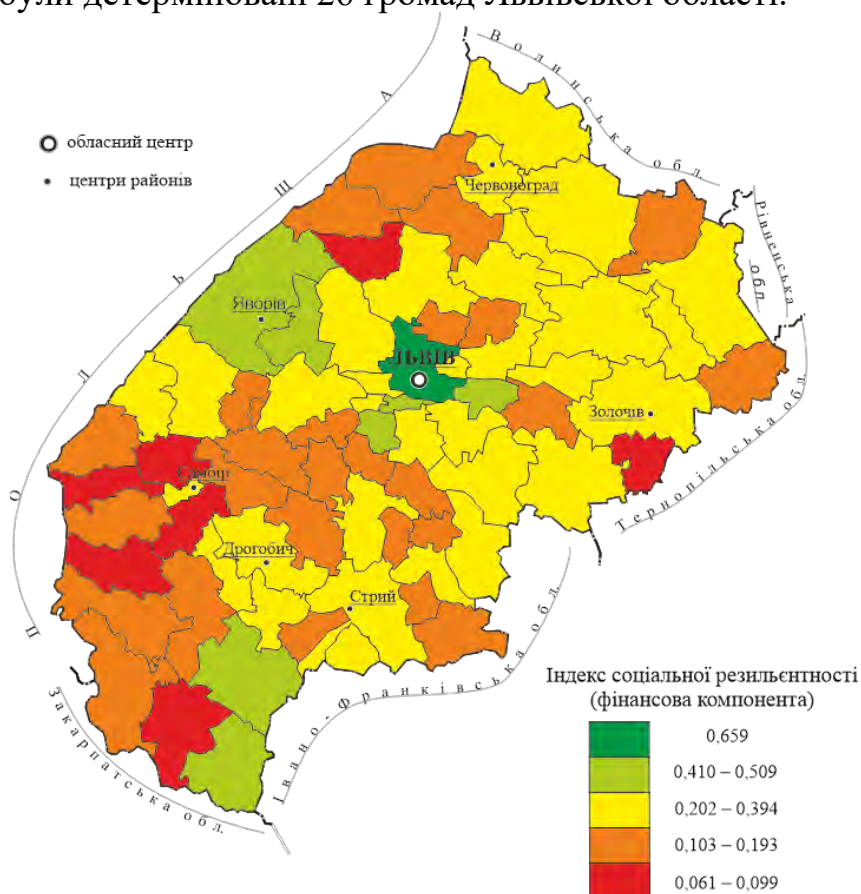 були детерміновані 26 громад Львівської області.
Волинська обл.
ПОЛЬЩА
обласний центр
центри районів
Червоноград
Рівненська
обл.
Яворів
ЛЬВІВ
Золочів
Самбір
Тернопільська обл.
Дрогобич
Стрий
Івано-Франківська обл.
Закарпатська обл.
Індекс соціальної резильєнтності
(фінансова компонента)
0,659
0,410 – 0,509
0,202 – 0,394
0,103 – 0,193
0,061 – 0,099